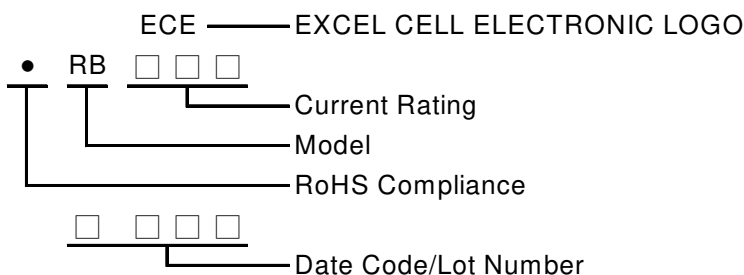 ECE EXCEL CELL ELECTRONIC LOGO
● RB □ □ □
Current Rating
Model
RoHS Compliance
□ □ □ □
Date Code/Lot Number